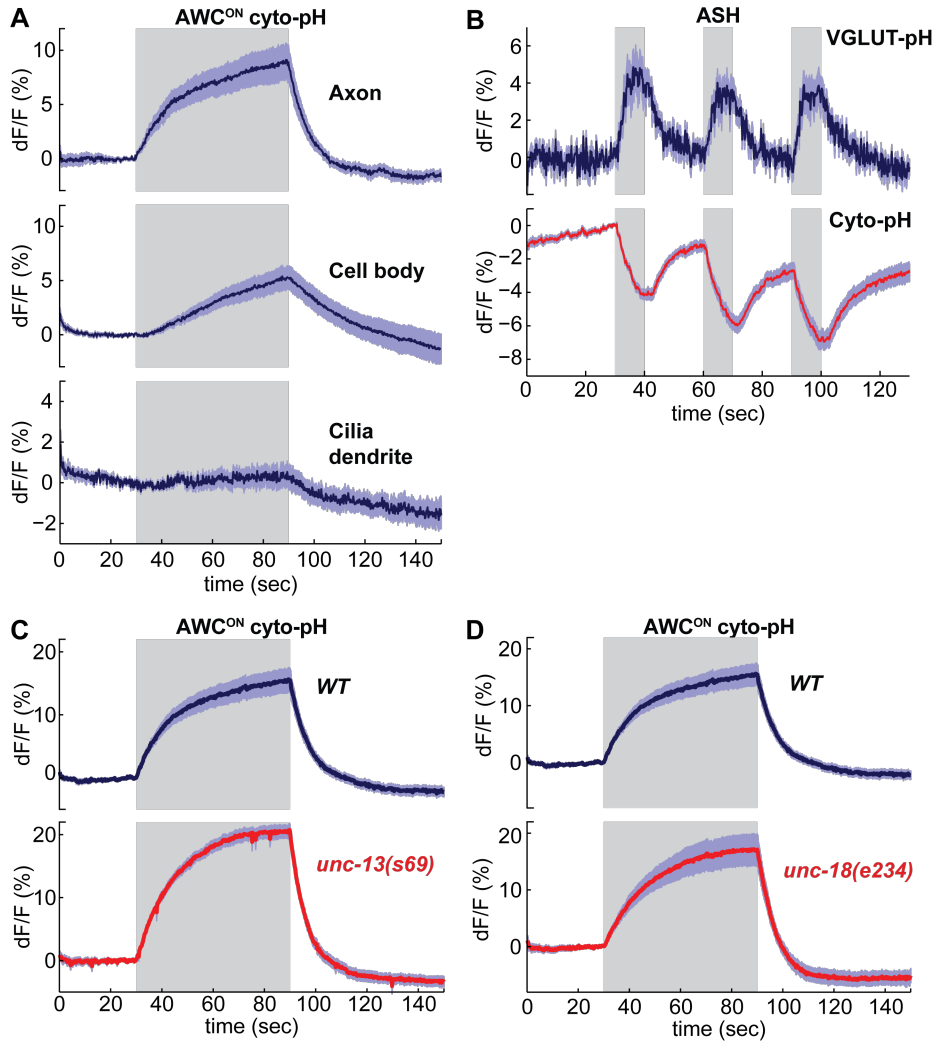 A
AWC^ON cyto-pH
dF/F (%)
10
5
0
Axon
dF/F (%)
10
5
0
Cell body
dF/F (%)
4
2
0
−2
Cilia
dendrite
0 20 40 60 80 100 120 140
time (sec)
B
ASH
VGLUT-pH
dF/F (%)
6
4
2
0
Cyto-pH
dF/F (%)
0
−2
−4
−6
−8
0 20 40 60 80 100 120
time (sec)
C
AWC^ON cyto-pH
dF/F (%)
20
10
0
WT
dF/F (%)
20
10
0
unc-13(s69)
0 20 40 60 80 100 120 140
time (sec)
D
AWC^ON cyto-pH
dF/F (%)
20
10
0
WT
dF/F (%)
20
10
0
unc-18(e234)
0 20 40 60 80 100 120 140
time (sec)